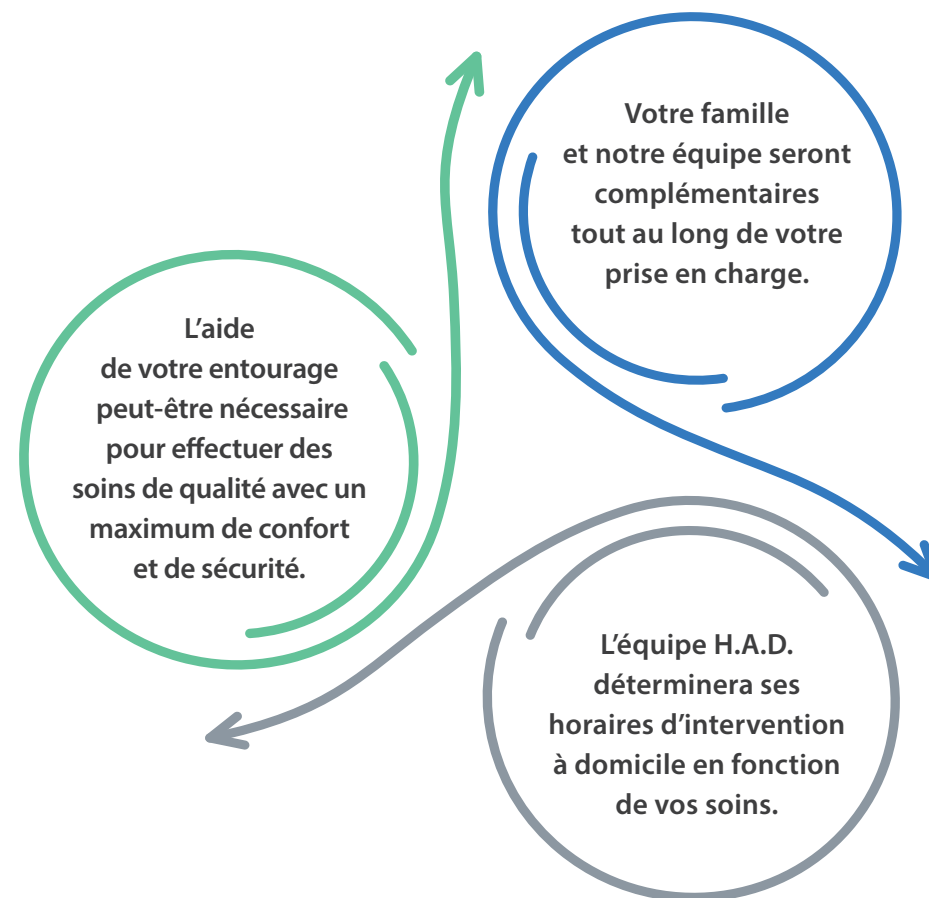 Votre famille
et notre équipe seront
complémentaires
tout au long de votre
prise en charge.
L’aide
de votre entourage
peut-être nécessaire
pour effectuer des
soins de qualité avec un
maximum de confort
et de sécurité.
L’équipe H.A.D.
déterminera ses
horaires d’intervention
à domicile en fonction
de vos soins.